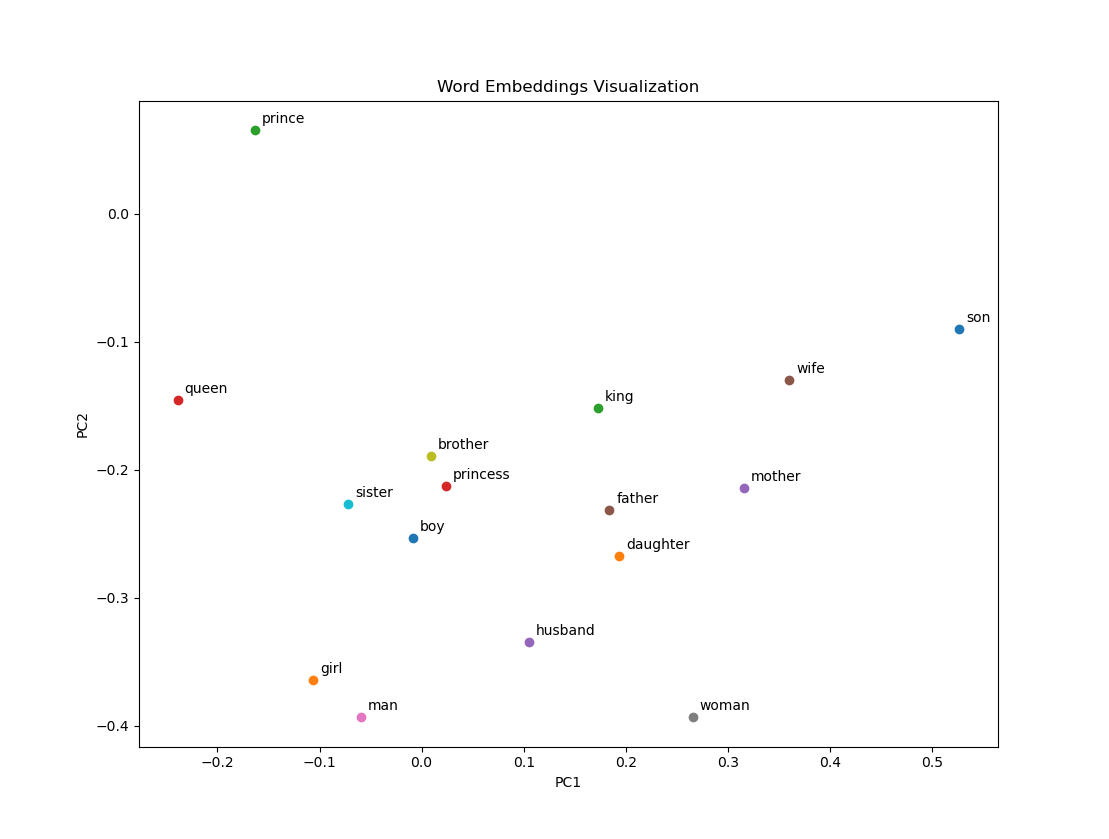 Word Embeddings Visualization
prince
0.0
son
−0.1
wife
queen
king
PC2
brother
−0.2
princess
mother
sister
father
boy
daughter
−0.3
husband
girl
man
woman
−0.4
−0.2
−0.1
0.0
0.1
0.2
0.3
0.4
0.5
PC1